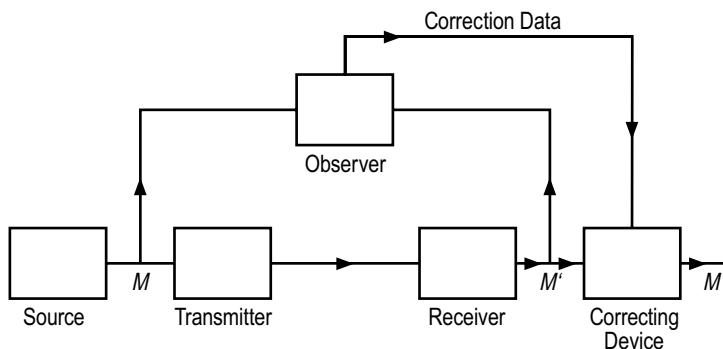 Correction Data
Observer
M
M‘
M
Source
Transmitter
Receiver
Correcting
Device